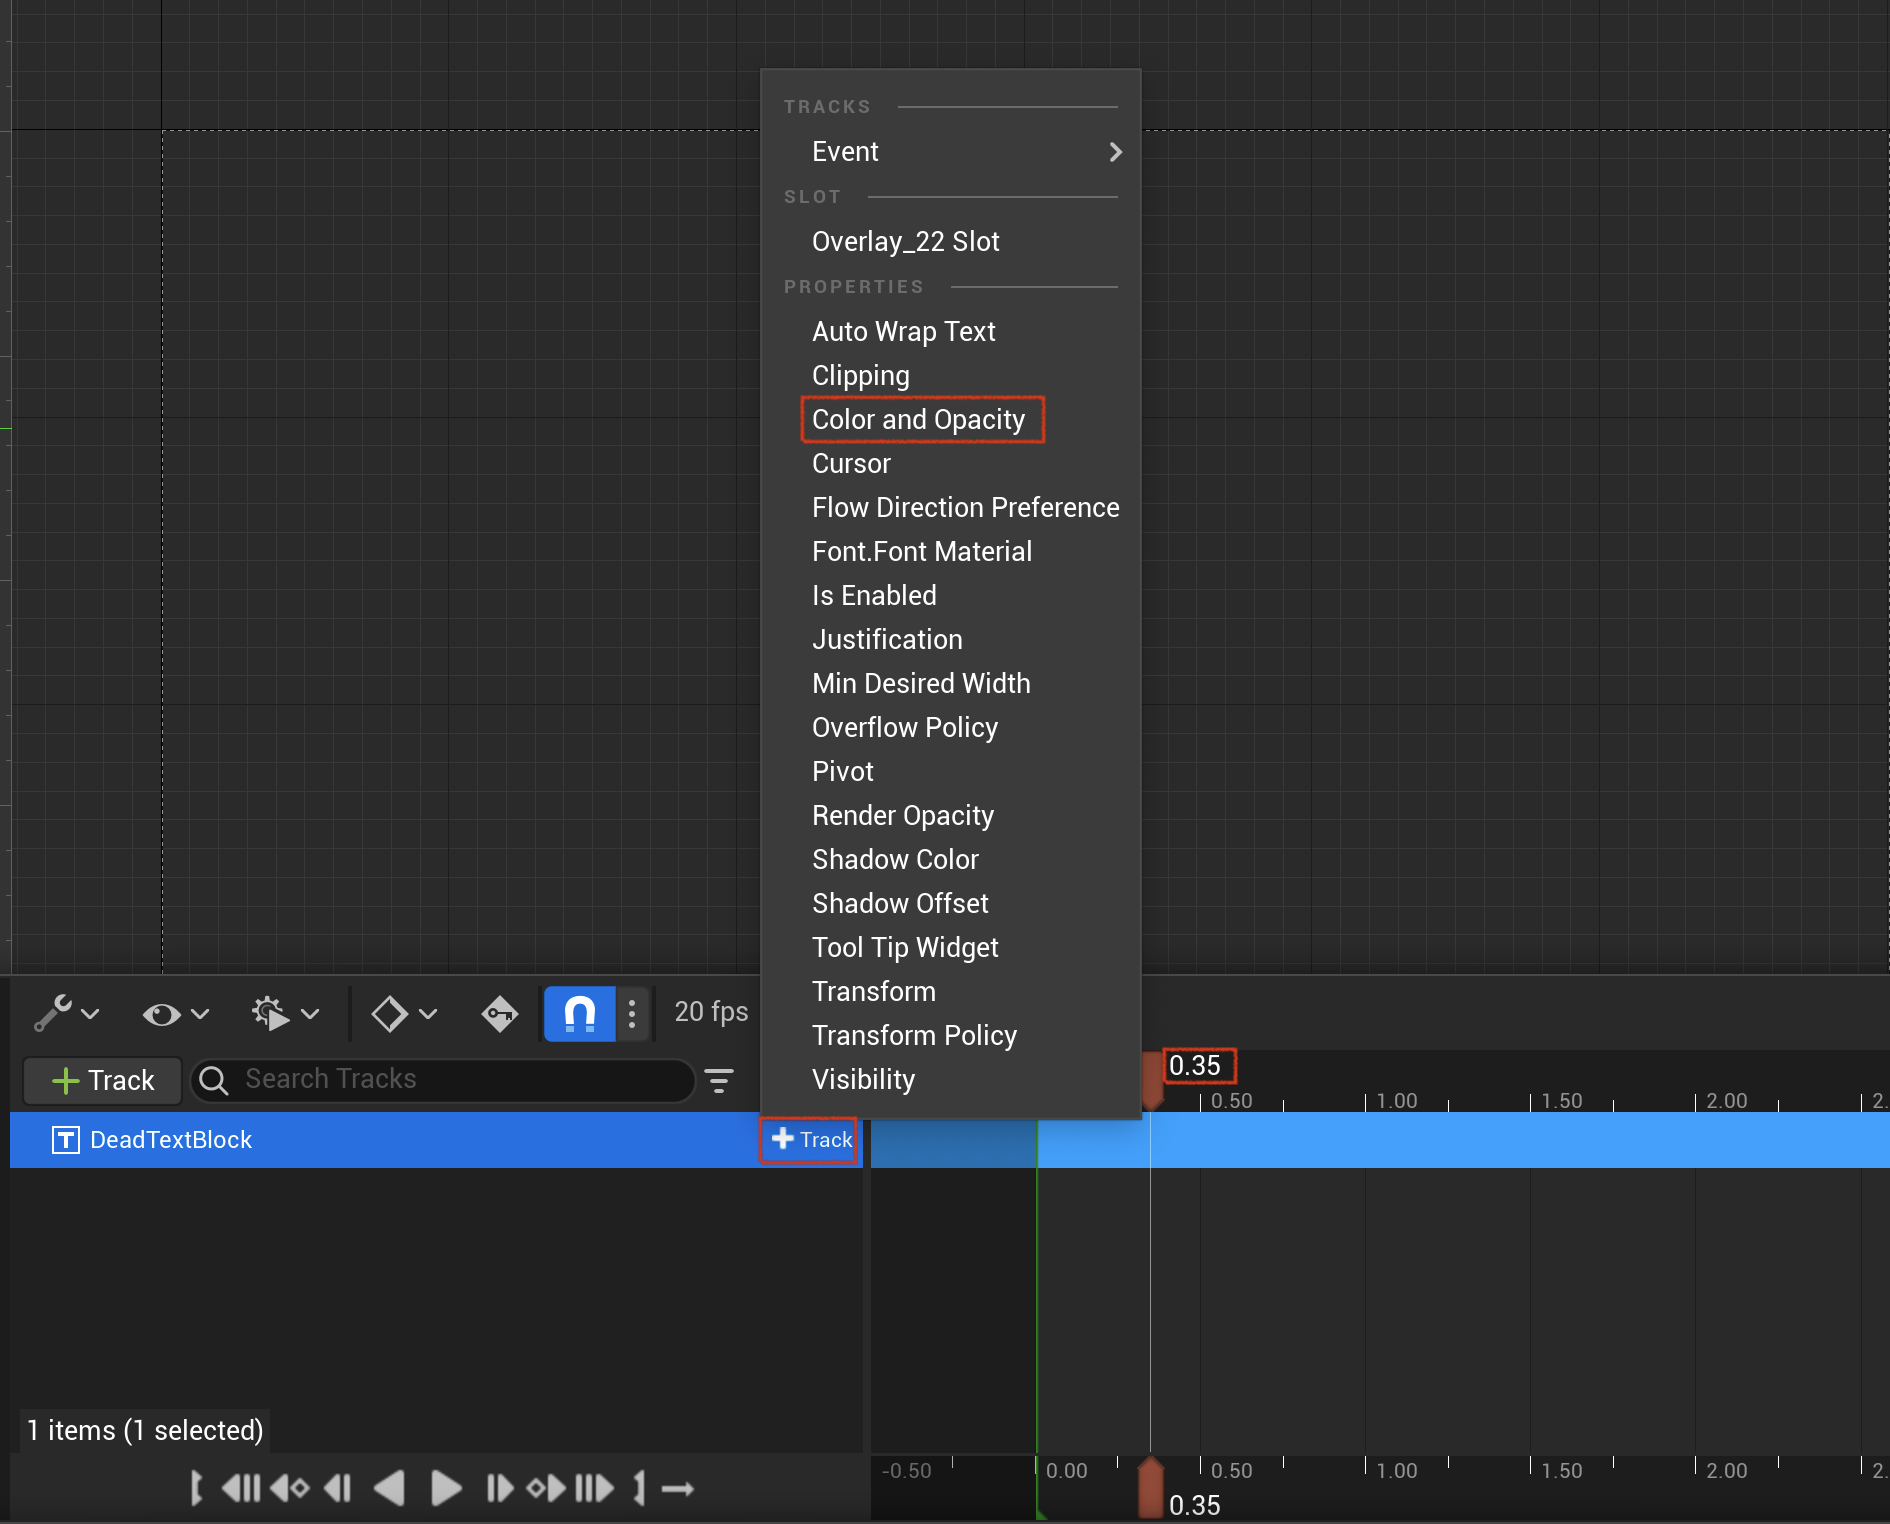 TRACKS
Event
SLOT
Overlay_22 Slot
PROPERTIES
Auto Wrap Text
Clipping
Color and Opacity
Cursor
Flow Direction Preference
Font.Font Material
Is Enabled
Justification
Min Desired Width
Overflow Policy
Pivot
Render Opacity
Shadow Color
Shadow Offset
Tool Tip Widget
Transform
Transform Policy
Visibility
20 fps
Track
Search Tracks
0.35
0.50 1.00 1.50 2.00 2.
DeadTextBlock
Track
1 items (1 selected)
-0.50 0.00 0.50 1.00 1.50 2.00 2.
0.35